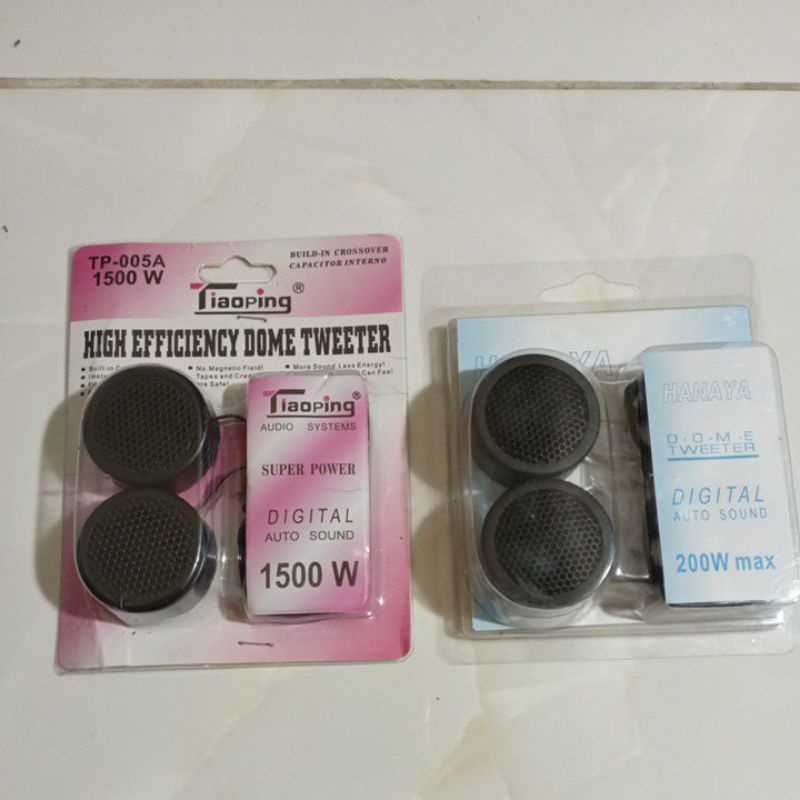 TP-005A
1500 W
BUILD-IN CROSSOVER
CAPACITOR INTERNO
Tiaoping®
HIGH EFFICIENCY DOME TWEETER
No Magnetic Field!
More Sound Less Energy!
Tiaoping
AUDIO SYSTEMS
SUPER POWER
DIGITAL
AUTO SOUND
1500 W
HANAYA
HANAYA
D·O·M·E
TWEETER
DIGITAL
AUTO SOUND
200W max